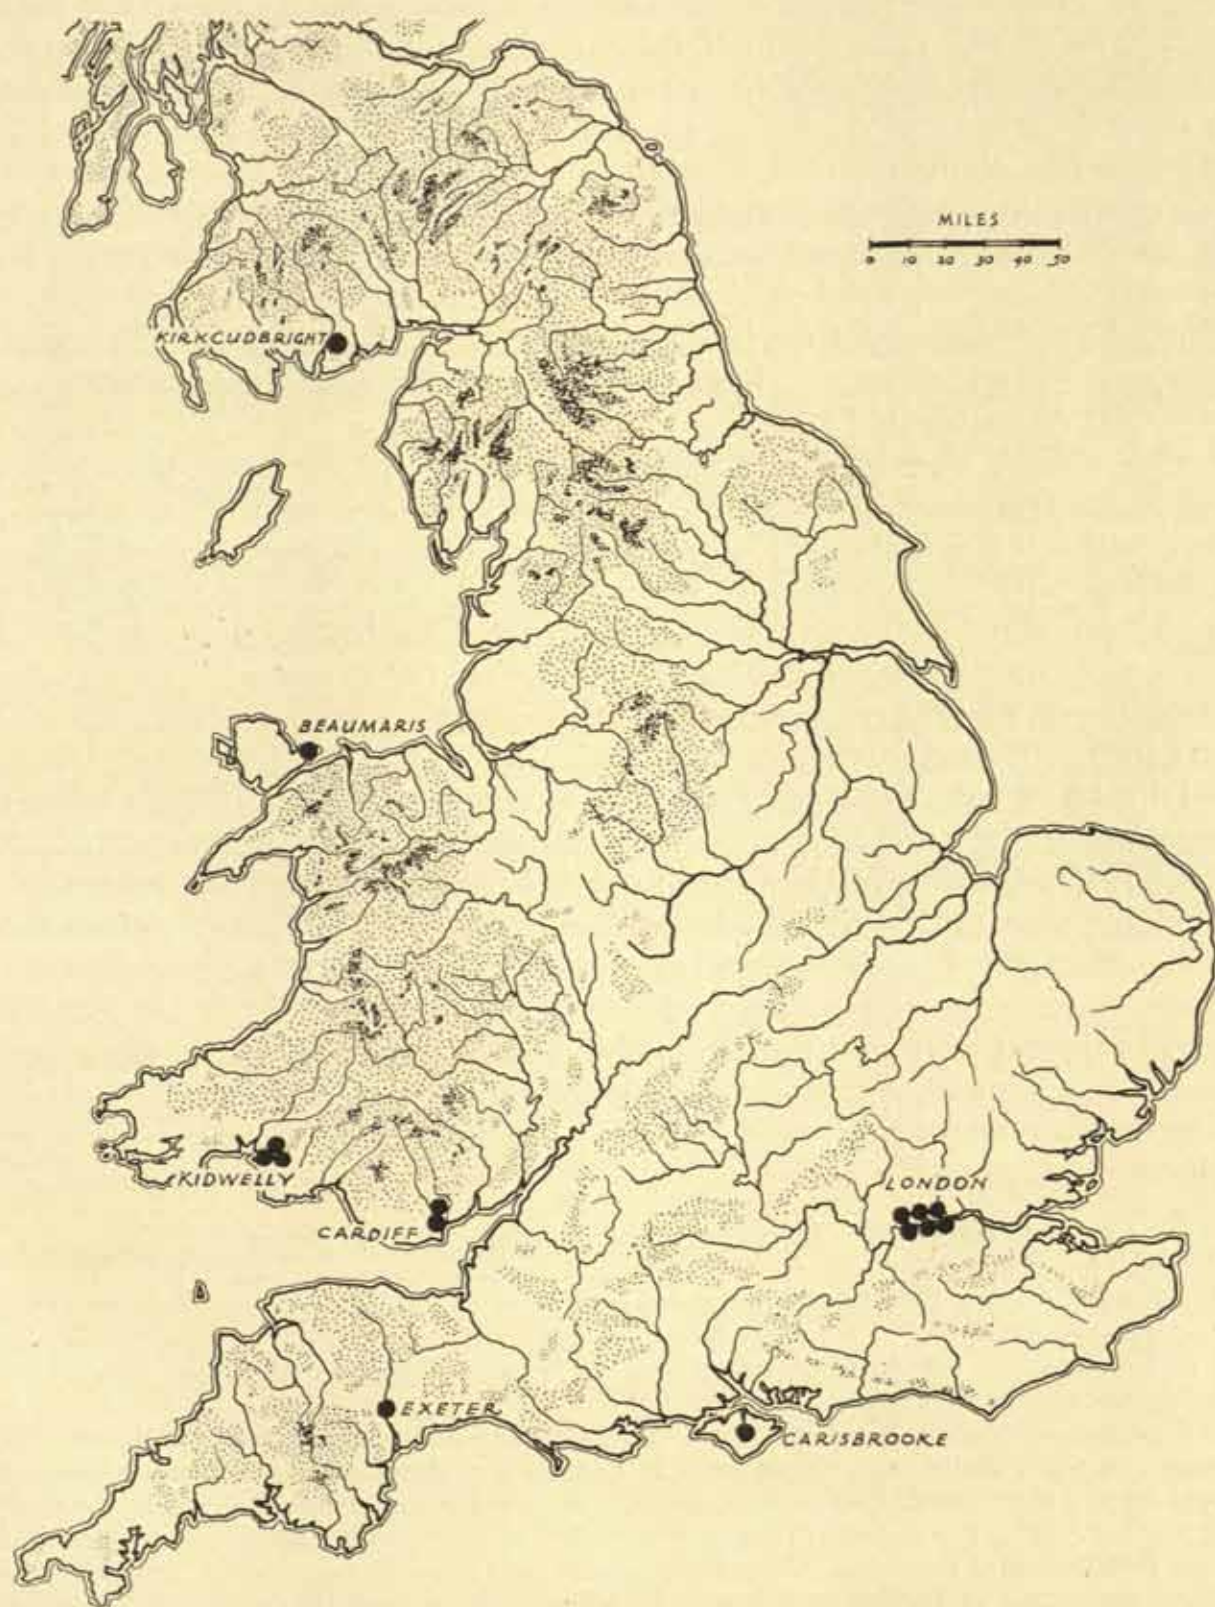 MILES
0 10 20 30 40 50
KIRKCUDBRIGHT
BEAUMARIS
KIDWELLY
LONDON
CARDIFF
EXETER
CARISBROOKE